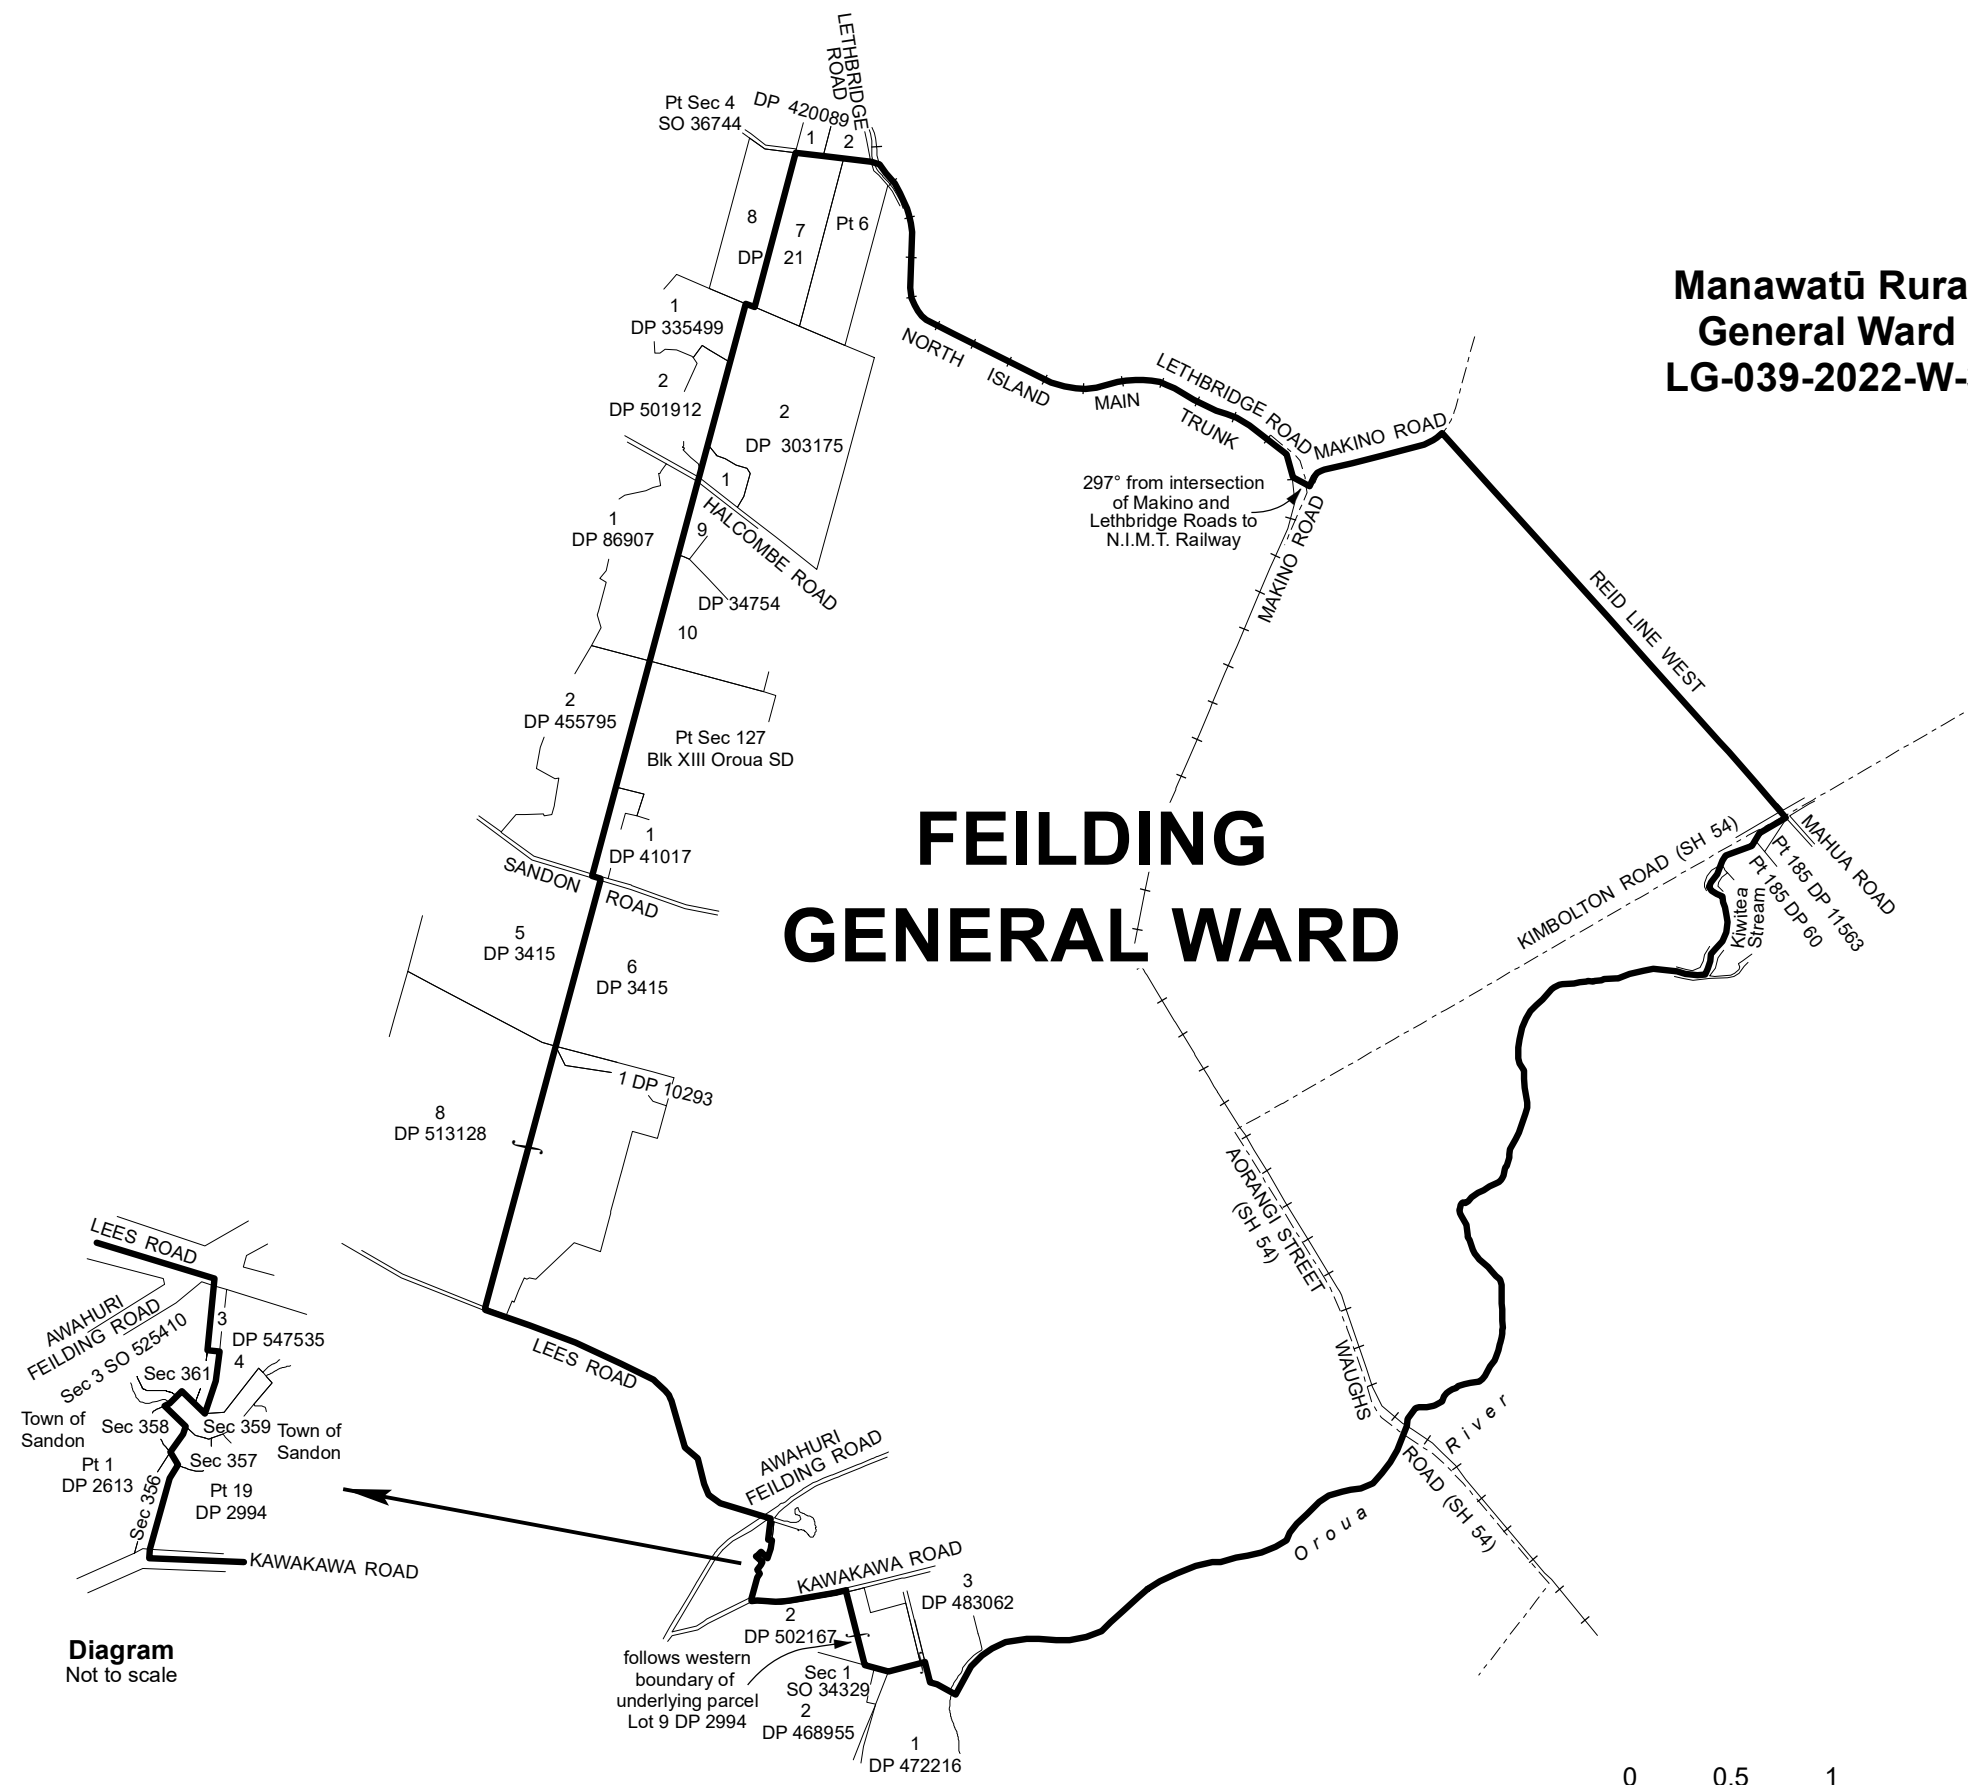 LETHBRIDGE
ROAD
Pt Sec 4
SO 36744
DP 420089
1
2
8
7
Pt 6
DP 21
1
DP 335499
2
DP 501912
2
DP 303175
1
HALCOMBE ROAD
1
DP 86907
9
DP 34754
10
2
DP 455795
Pt Sec 127
Blk XIII Oroua SD
1
DP 41017
SANDON ROAD
5
DP 3415
6
DP 3415
1 DP 10293
8
DP 513128
NORTH ISLAND MAIN TRUNK
LETHBRIDGE ROAD
MAKINO ROAD
297° from intersection
of Makino and
Lethbridge Roads to
N.I.M.T. Railway
MAKINO ROAD
Manawatū Rura
General Ward
LG-039-2022-W-
REID LINE WEST
FEILDING
GENERAL WARD
KIMBOLTON ROAD (SH 54)
MAHUA ROAD
Pt 185 DP 11563
Pt 185 DP 60
Kiwitea
Stream
AORANGI STREET
(SH 54)
WAUGHS
ROAD (SH 54)
Oroua River
LEES ROAD
AWAHURI
FEILDING ROAD
KAWAKAWA ROAD
2
DP 502167
3
DP 483062
follows western
boundary of
underlying parcel
Lot 9 DP 2994
Sec 1
SO 34329
2
DP 468955
1
DP 472216
LEES ROAD
AWAHURI
FEILDING ROAD
Sec 3 SO 525410
3
DP 547535
4
Sec 361
Town of
Sandon
Sec 358
Sec 359
Town of
Sandon
Sec 357
Pt 1
DP 2613
Sec 356
Pt 19
DP 2994
KAWAKAWA ROAD
Diagram
Not to scale
0 0.5 1